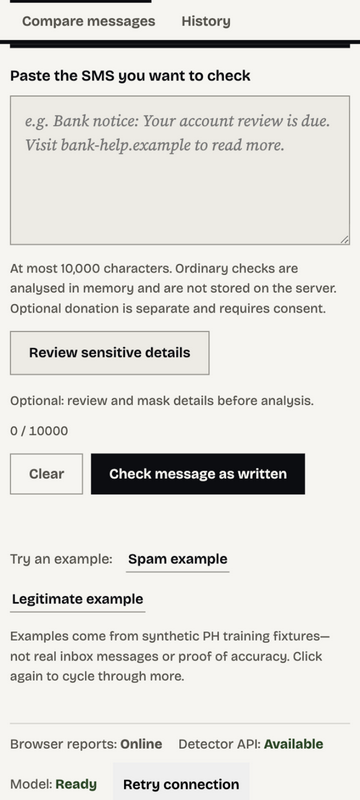 Compare messages History
Paste the SMS you want to check
e.g. Bank notice: Your account review is due.
Visit bank-help.example to read more.
At most 10,000 characters. Ordinary checks are
analysed in memory and are not stored on the server.
Optional donation is separate and requires consent.
Review sensitive details
Optional: review and mask details before analysis.
0 / 10000
Clear Check message as written
Try an example: Spam example
Legitimate example
Examples come from synthetic PH training fixtures—
not real inbox messages or proof of accuracy. Click
again to cycle through more.
Browser reports: Online Detector API: Available
Model: Ready Retry connection